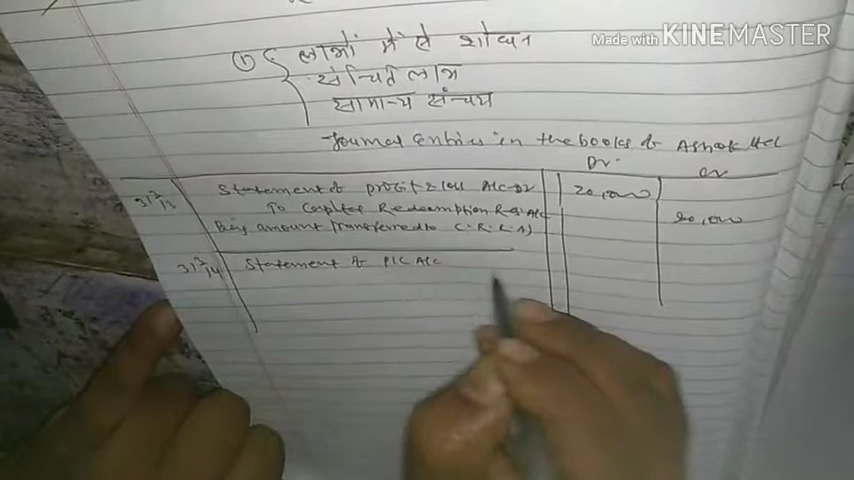 Made with KINEMASTER
① लाभों में से शोधन
संचित लाभ
सामान्य संचय
Journal Entries in the books of Ashok Ltd
Dr. Cr
31/3/13 Statement of profit & loss A/c Dr 20,000
To Capital Redemption Res. A/c 20,000
Being amount transferred to C.R.R. A)
31/3/14 Statement of P/L A/c